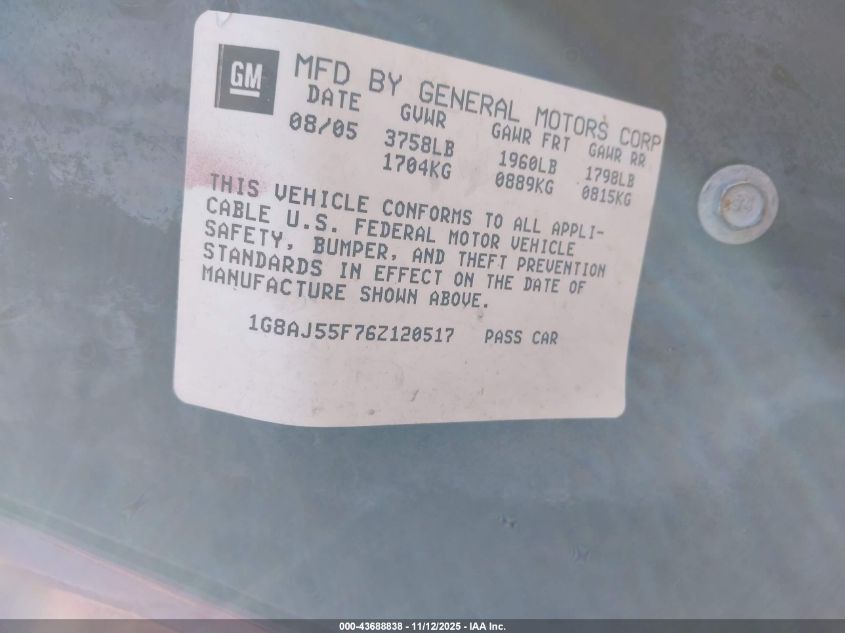 GM
MFD BY GENERAL MOTORS CORP
DATE GVWR GAWR FRT GAWR RR
08/05 3758LB 1960LB 1798LB
1704KG 0889KG 0815KG
THIS VEHICLE CONFORMS TO ALL APPLI-
CABLE U.S. FEDERAL MOTOR VEHICLE
SAFETY, BUMPER, AND THEFT PREVENTION
STANDARDS IN EFFECT ON THE DATE OF
MANUFACTURE SHOWN ABOVE.
1G8AJ55F76Z120517 PASS CAR
000-43688838 - 11/12/2025 - IAA Inc.